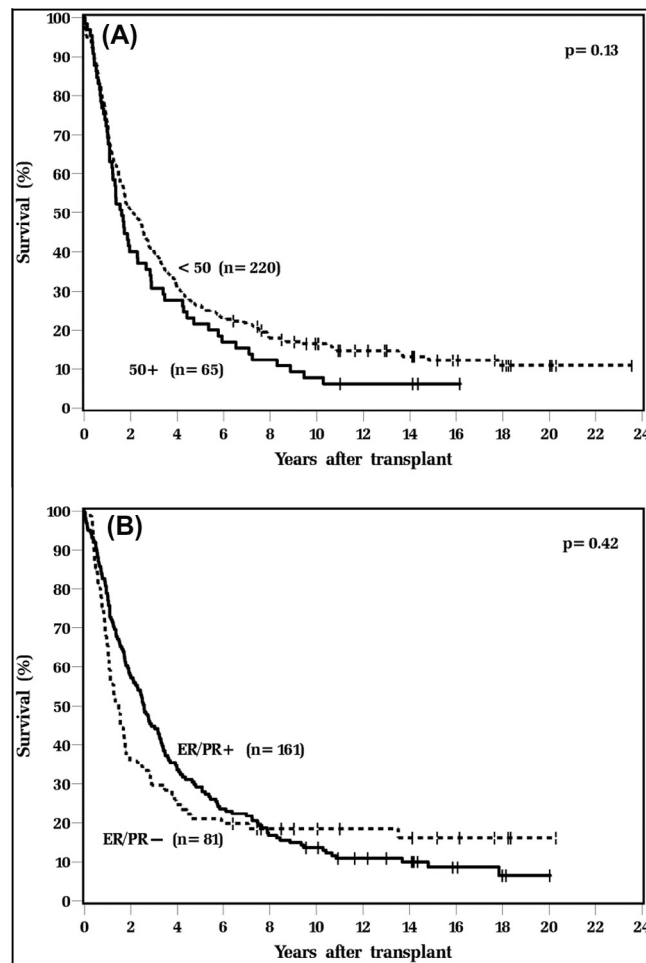 (A)
p= 0.13
100
90
80
70
60
50
40
30
20
10
0
Survival (%)
< 50 (n= 220)
50+ (n= 65)
0 2 4 6 8 10 12 14 16 18 20 22 24
Years after transplant
(B)
p= 0.42
100
90
80
70
60
50
40
30
20
10
0
Survival (%)
ER/PR+ (n= 161)
ER/PR− (n= 81)
0 2 4 6 8 10 12 14 16 18 20 22 24
Years after transplant